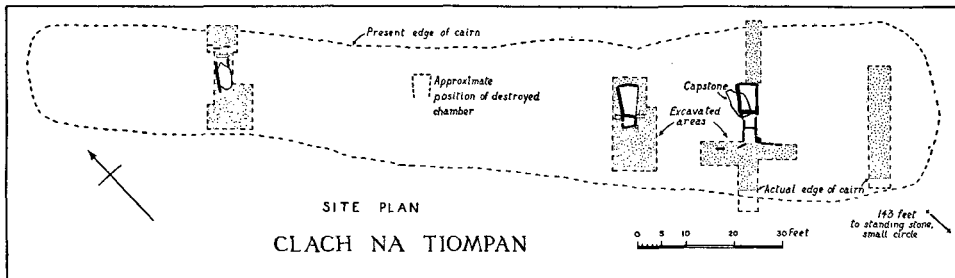 Present edge of cairn
Approximate
position of destroyed
chamber
Capstone
Excavated
areas
Actual edge of cairn
SITE PLAN
CLACH NA TIOMPAN
0 5 10 20 30 Feet
143 feet
to standing stone,
small circle